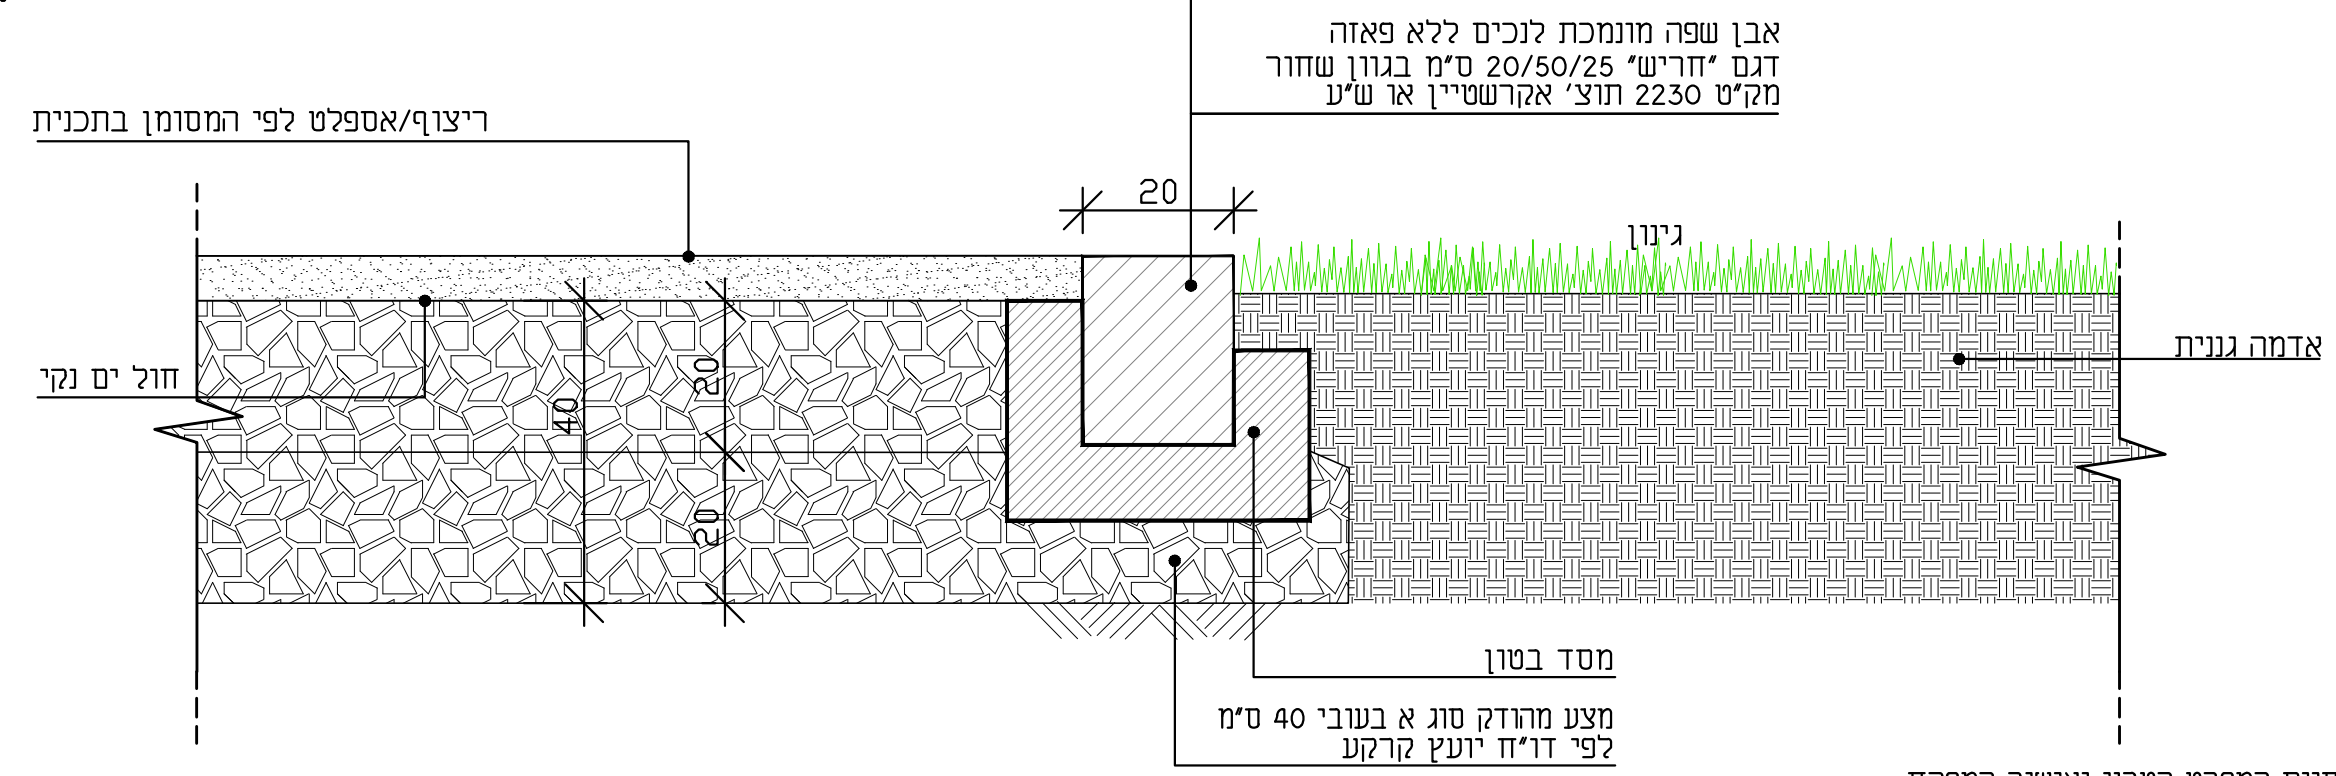 אבן שפה מונמכת לנכים ללא פאזה
דגם "חריש" 20/50/25 ס"מ בגוון שחור
מק"ט 2230 תוצ' אקרשטיין או ש"ע
ריצוף/אספלט לפי המסומן בתכנית
20
גינון
אדמה גננית
חול ים נקי
40
20
20
מסד בטון
מצע מהודק סוג א בעובי 40 ס"מ
לפי דו"ח יועץ קרקע